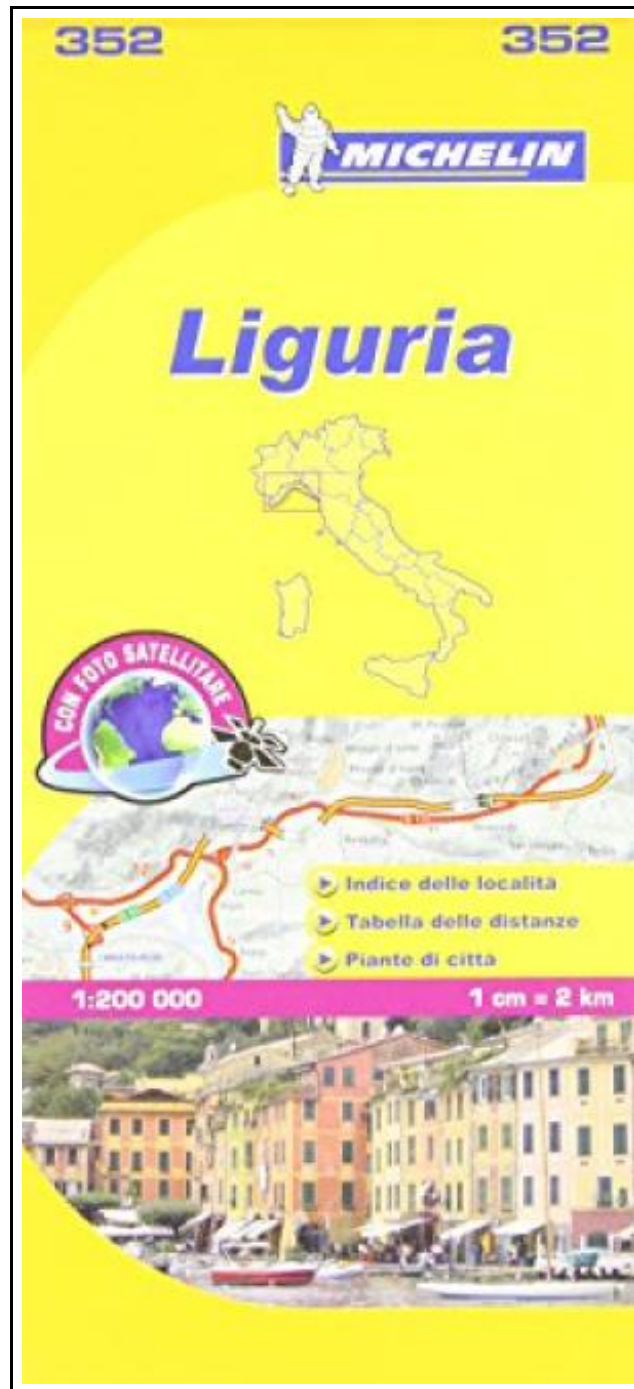 352 352
MICHELIN
Liguria
CON FOTO SATELLITARE
Indice delle località
Tabella delle distanze
Piante di città
1:200 000 1 cm = 2 km